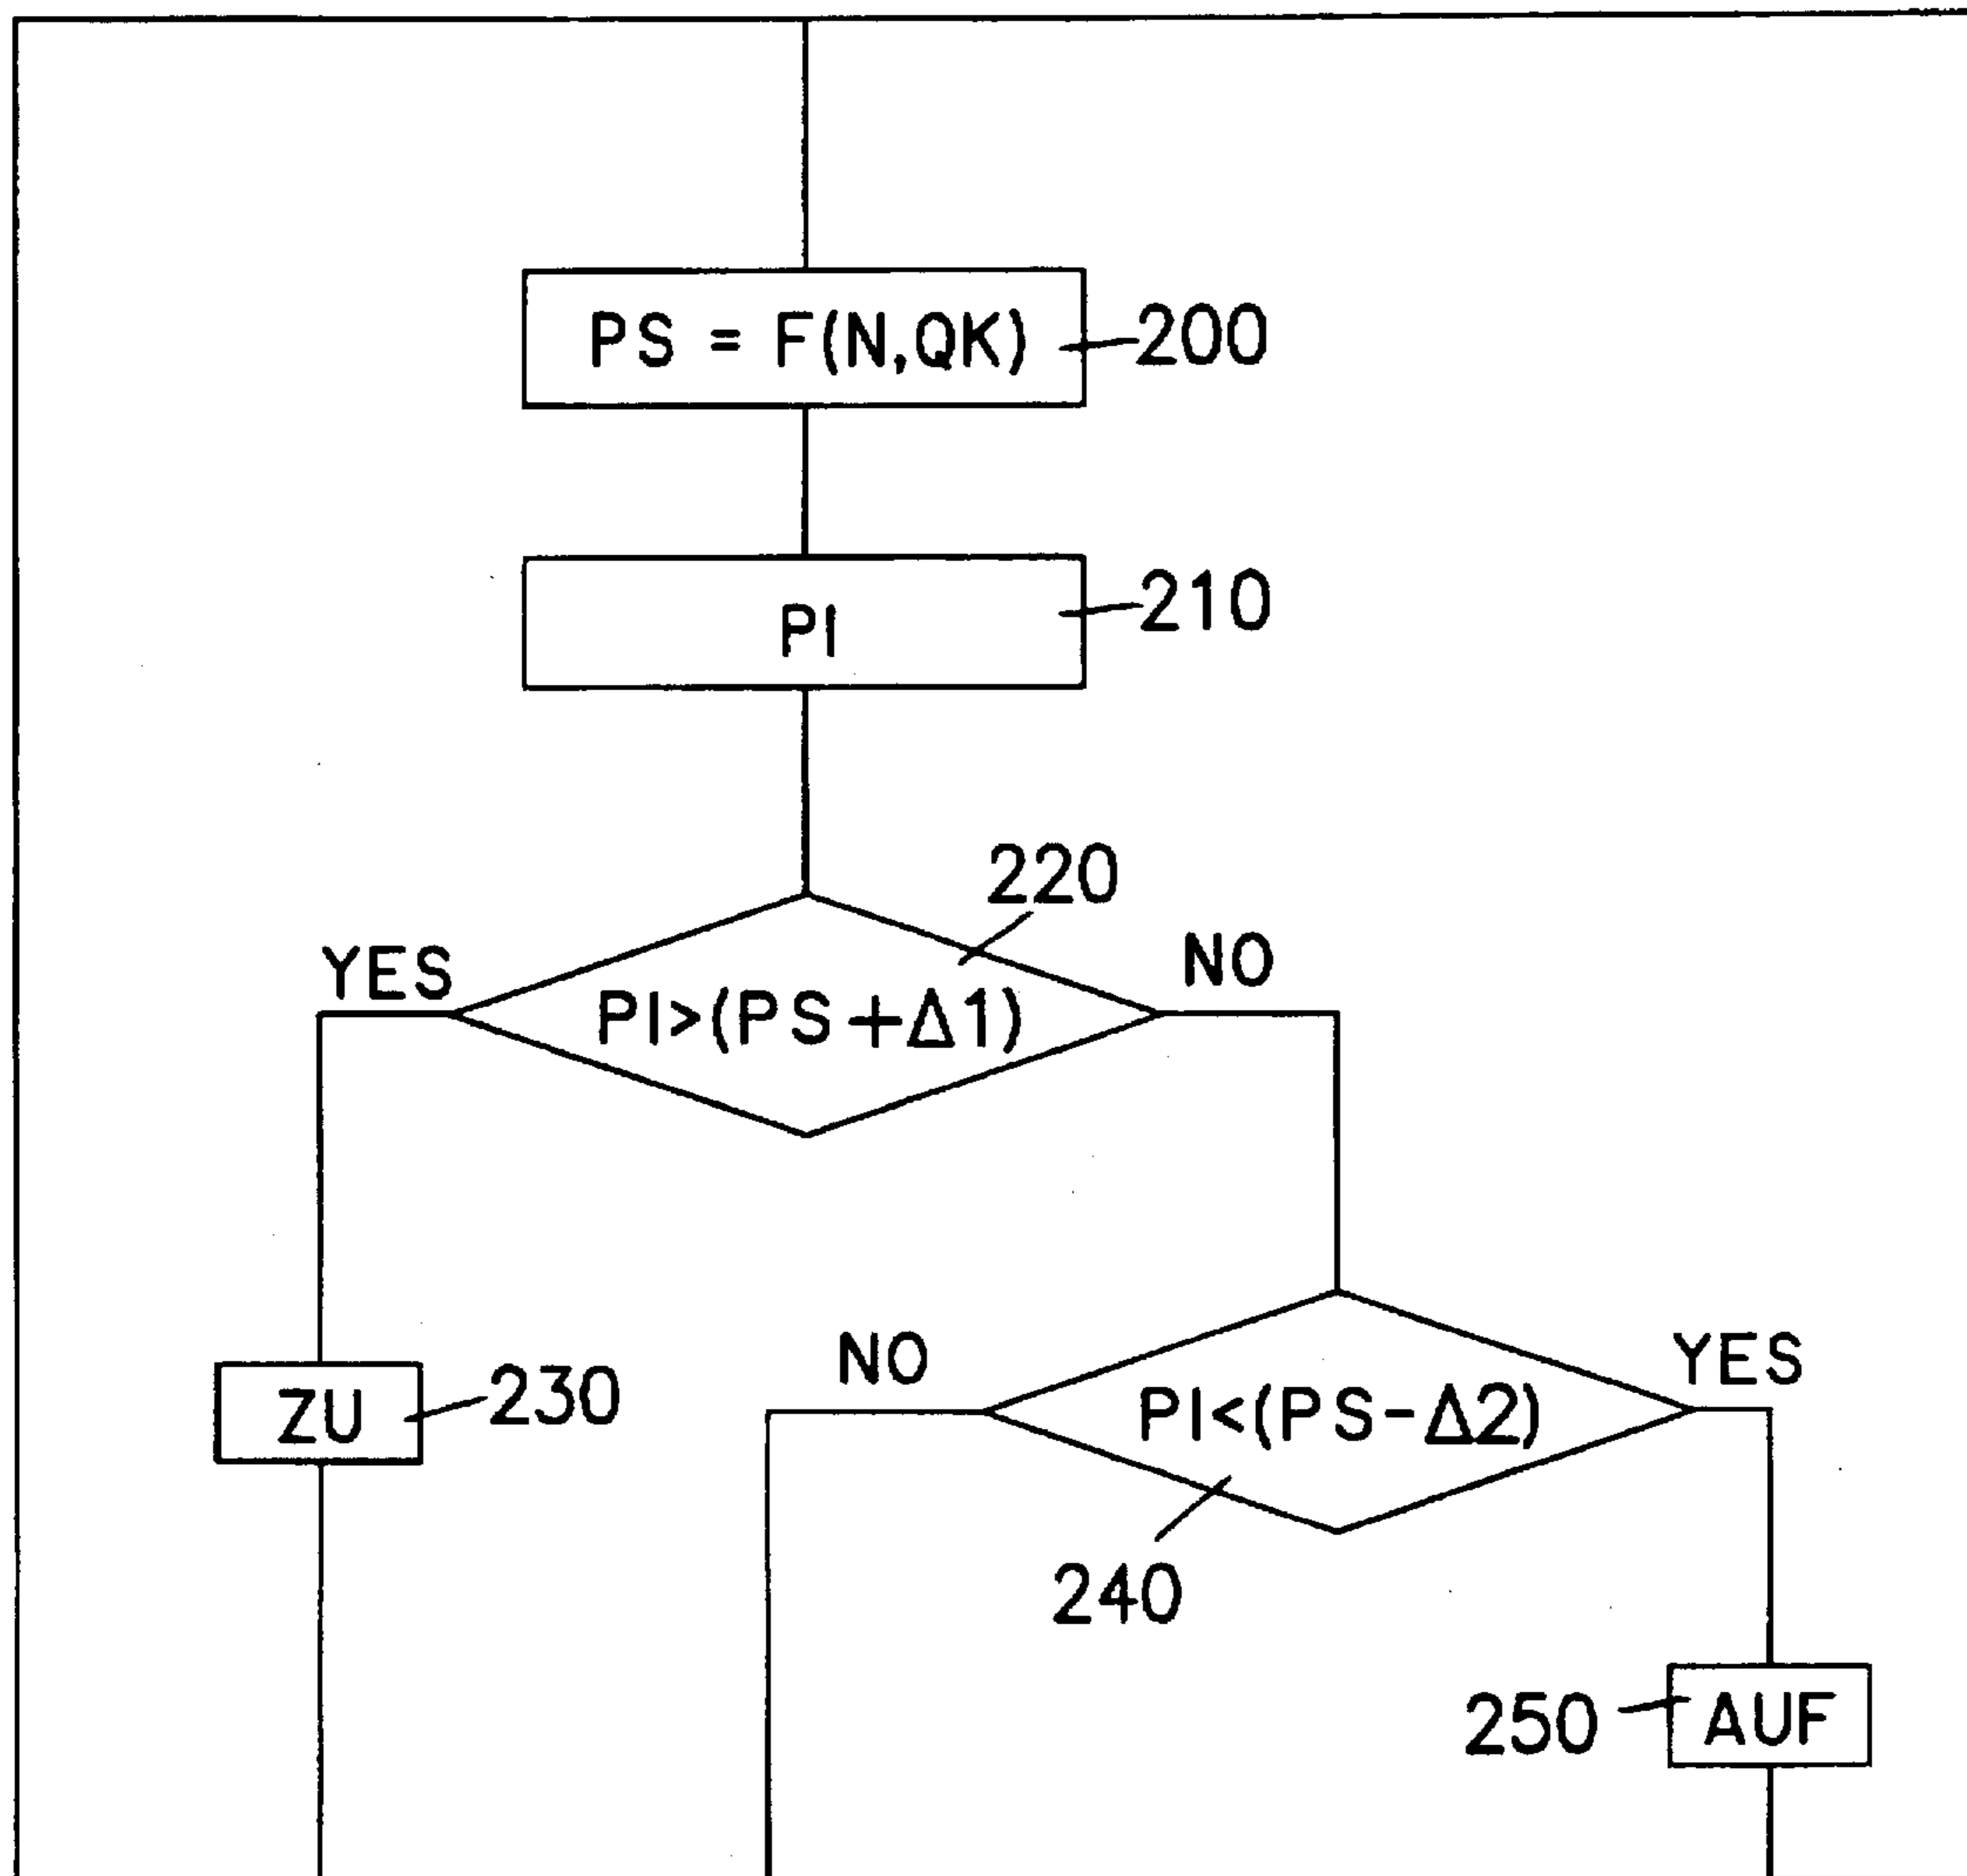 PS = F(N,QK)
200
PI
210
220
YES
NO
PI>(PS+Δ1)
NO
YES
ZU
230
PI<(PS-Δ2)
240
250
AUF